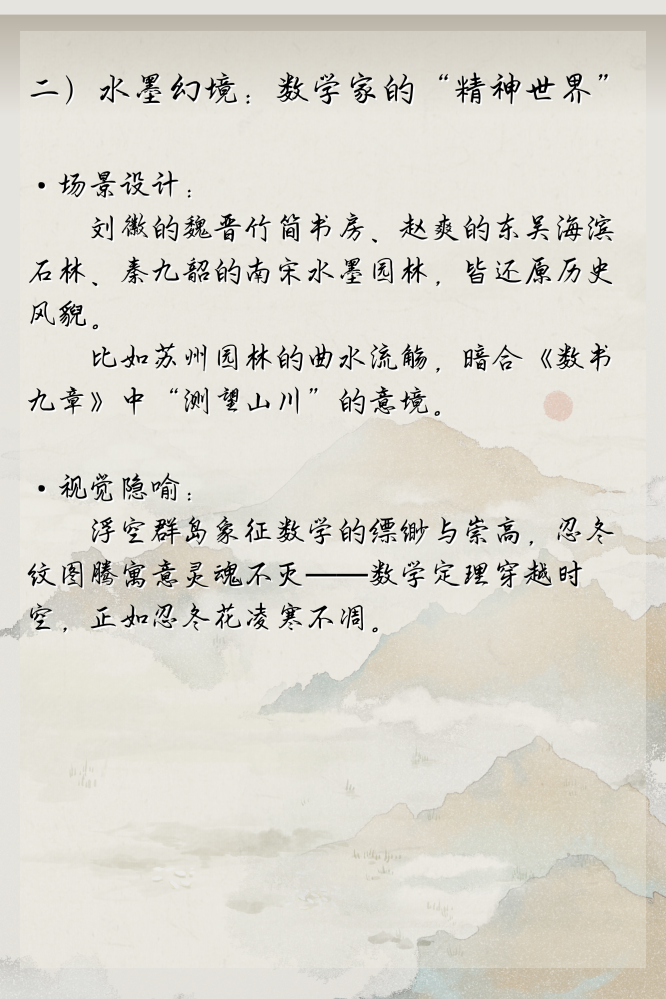 二）水墨幻境：数学家的“精神世界”
·场景设计：
刘徽的魏晋竹简书房、赵爽的东吴海滨
石林、秦九韶的南宋水墨园林，皆还原历史
风貌。
比如苏州园林的曲水流觞，暗合《数书
九章》中“测望山川”的意境。
·视觉隐喻：
浮空群岛象征数学的缥缈与崇高，忍冬
纹图腾寓意灵魂不灭——数学定理穿越时
空，正如忍冬花凌寒不凋。